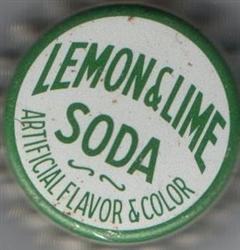 LEMON & LIME
SODA
ARTIFICIAL FLAVOR & COLOR